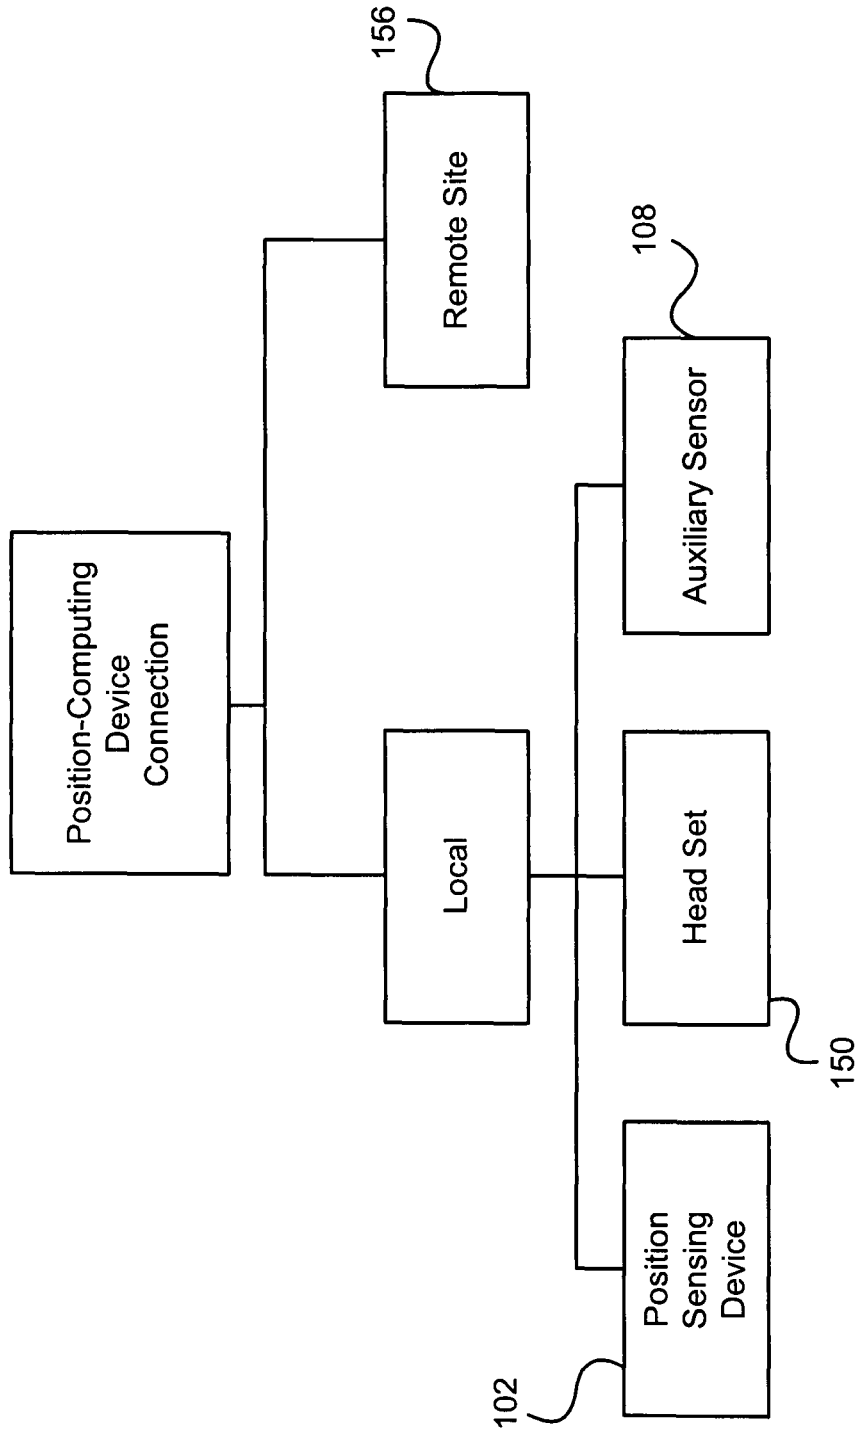 Position-Computing
Device
Connection
Local
Remote Site
156
Position
Sensing
Device
102
Head Set
150
Auxiliary Sensor
108